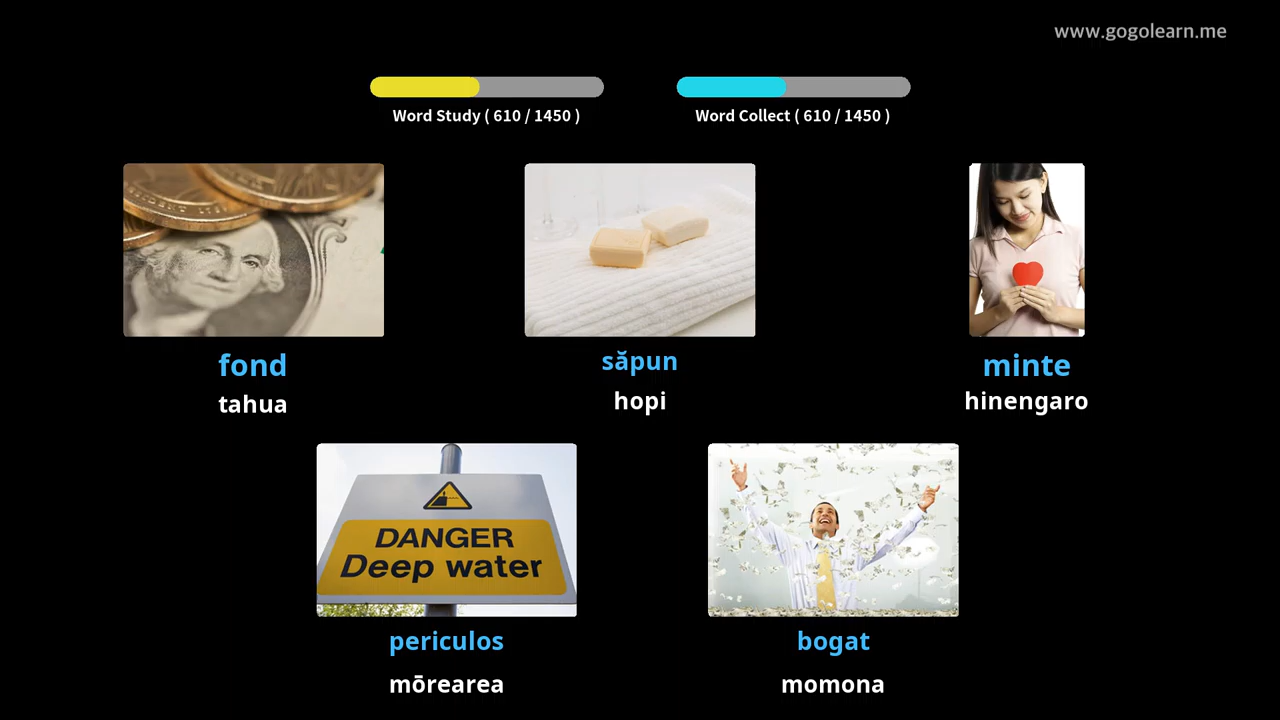 www.gogolearn.me
Word Study ( 610 / 1450 )
Word Collect ( 610 / 1450 )
fond
tahua
săpun
hopi
minte
hinengaro
DANGER
Deep water
periculos
mōrearea
bogat
momona